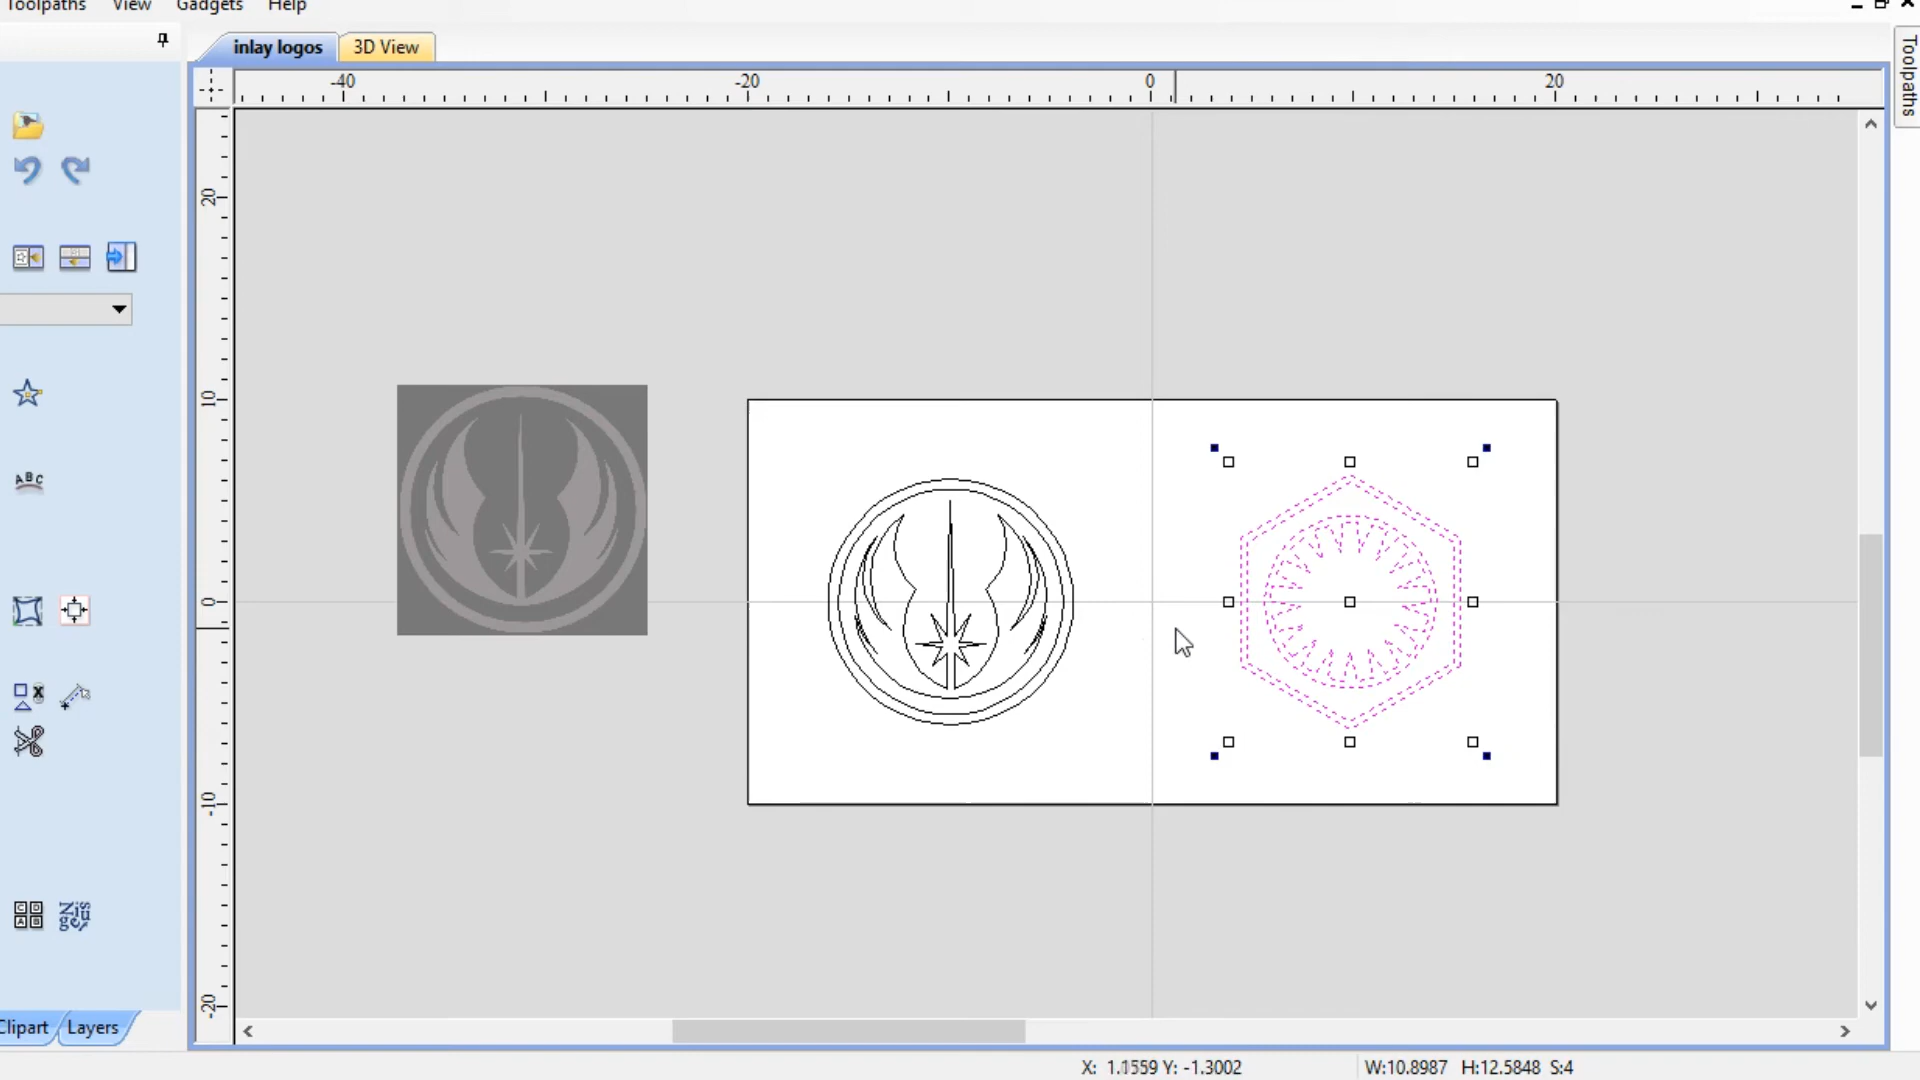 Toolpaths View Gadgets Help
inlay logos 3D View
-40 -20 0 20
Toolpaths
20
10
0
-10
-20
ABC
Clipart Layers
X: 1.1559 Y: -1.3002 W:10.8987 H:12.5848 S:4